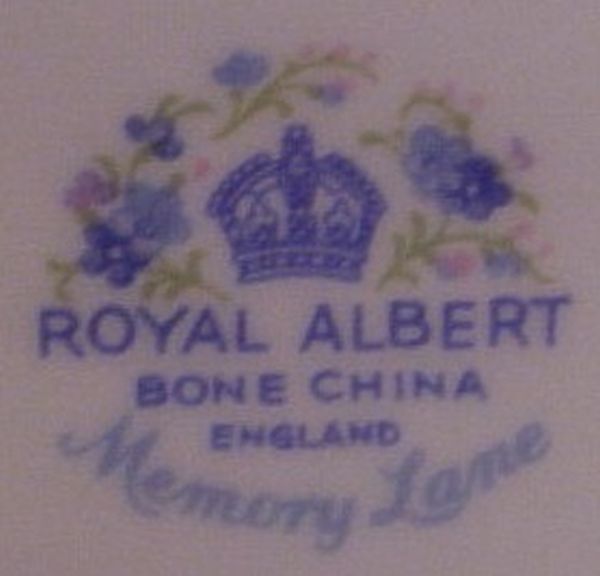 ROYAL ALBERT
BONE CHINA
ENGLAND
Memory Lane